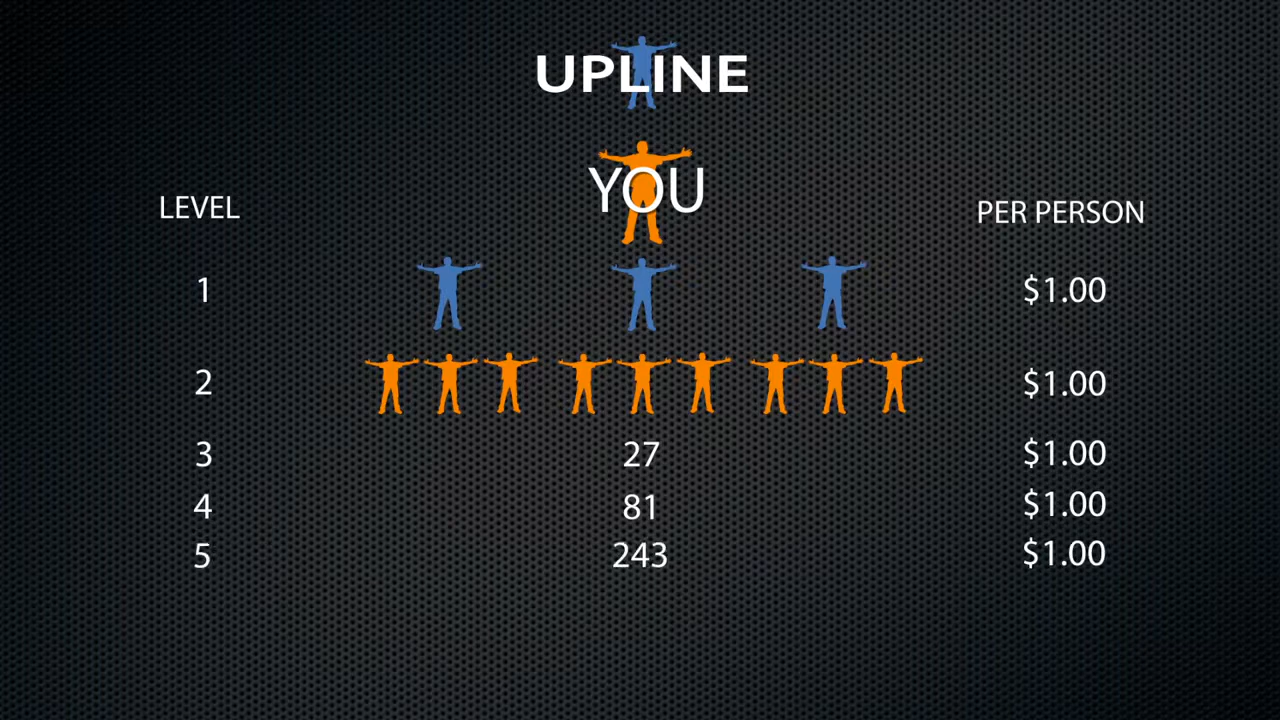 UPLINE
YOU
LEVEL PER PERSON
1 $1.00
2 $1.00
3 27 $1.00
4 81 $1.00
5 243 $1.00